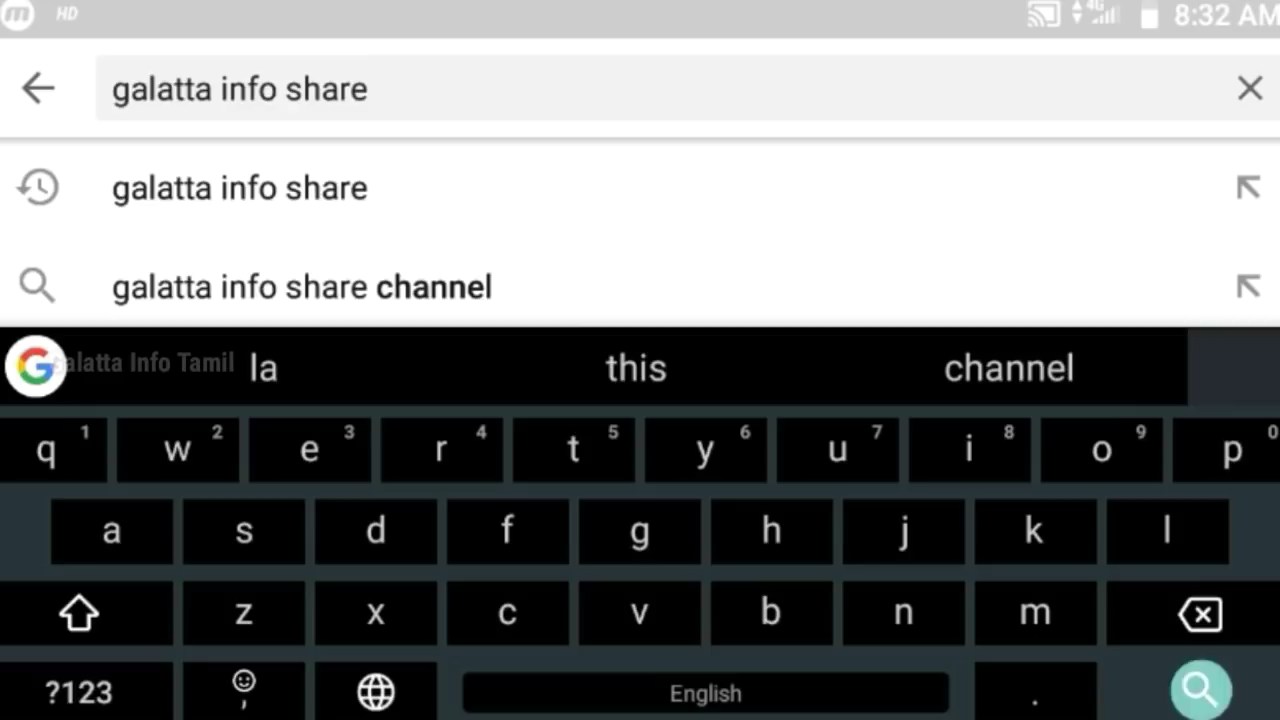 HD 4G 8:32 AM
galatta info share
galatta info share
galatta info share channel
Galatta Info Tamil
la this channel
q 1 w 2 e 3 r 4 t 5 y 6 u 7 i 8 o 9 p 0
a s d f g h j k l
z x c v b n m
?123 , English .